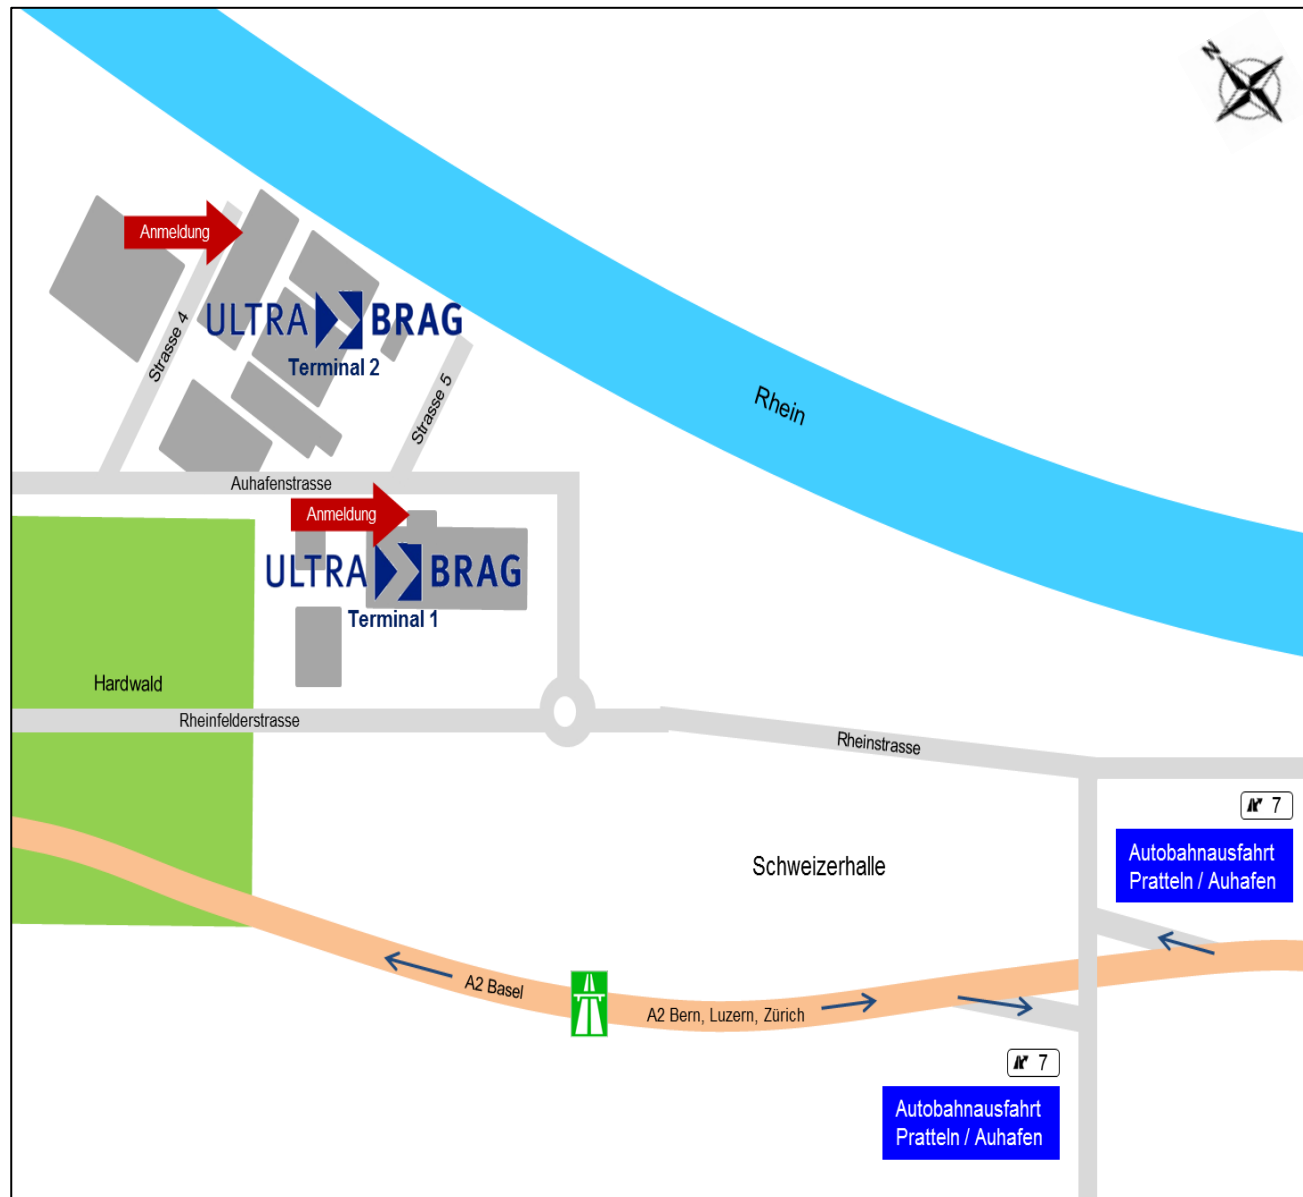 N
Anmeldung
Strasse 4
ULTRA BRAG
Terminal 2
Strasse 5
Rhein
Auhafenstrasse
Anmeldung
ULTRA BRAG
Terminal 1
Hardwald
Rheinfelderstrasse
Rheinstrasse
7
Autobahnausfahrt
Pratteln / Auhafen
Schweizerhalle
A2 Basel
A2 Bern, Luzern, Zürich
7
Autobahnausfahrt
Pratteln / Auhafen